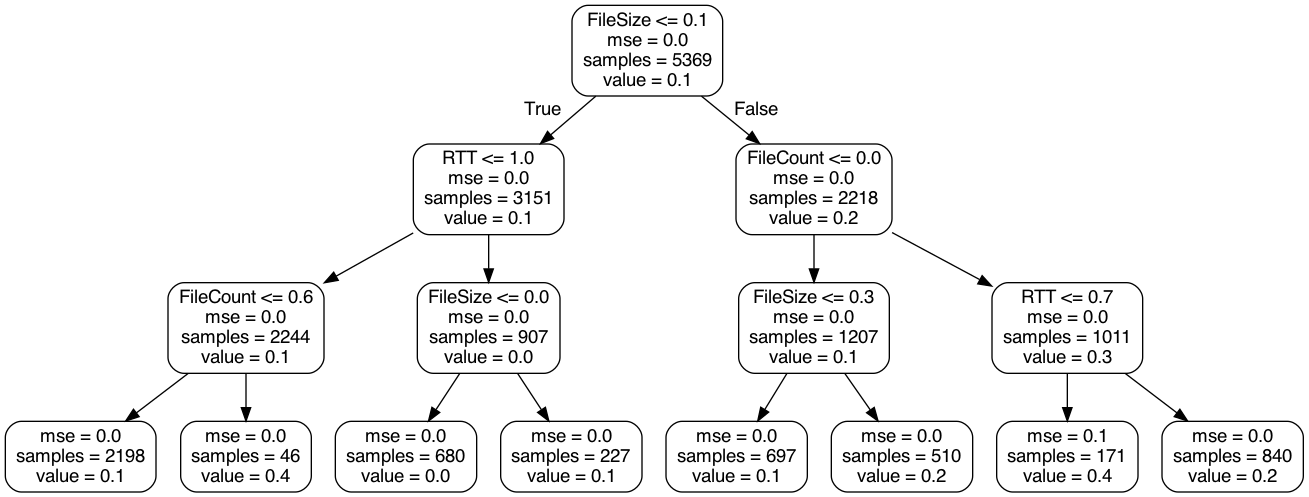 FileSize <= 0.1
mse = 0.0
samples = 5369
value = 0.1
True
False
RTT <= 1.0
mse = 0.0
samples = 3151
value = 0.1
FileCount <= 0.0
mse = 0.0
samples = 2218
value = 0.2
FileCount <= 0.6
mse = 0.0
samples = 2244
value = 0.1
FileSize <= 0.0
mse = 0.0
samples = 907
value = 0.0
FileSize <= 0.3
mse = 0.0
samples = 1207
value = 0.1
RTT <= 0.7
mse = 0.0
samples = 1011
value = 0.3
mse = 0.0
samples = 2198
value = 0.1
mse = 0.0
samples = 46
value = 0.4
mse = 0.0
samples = 680
value = 0.0
mse = 0.0
samples = 227
value = 0.1
mse = 0.0
samples = 697
value = 0.1
mse = 0.0
samples = 510
value = 0.2
mse = 0.1
samples = 171
value = 0.4
mse = 0.0
samples = 840
value = 0.2